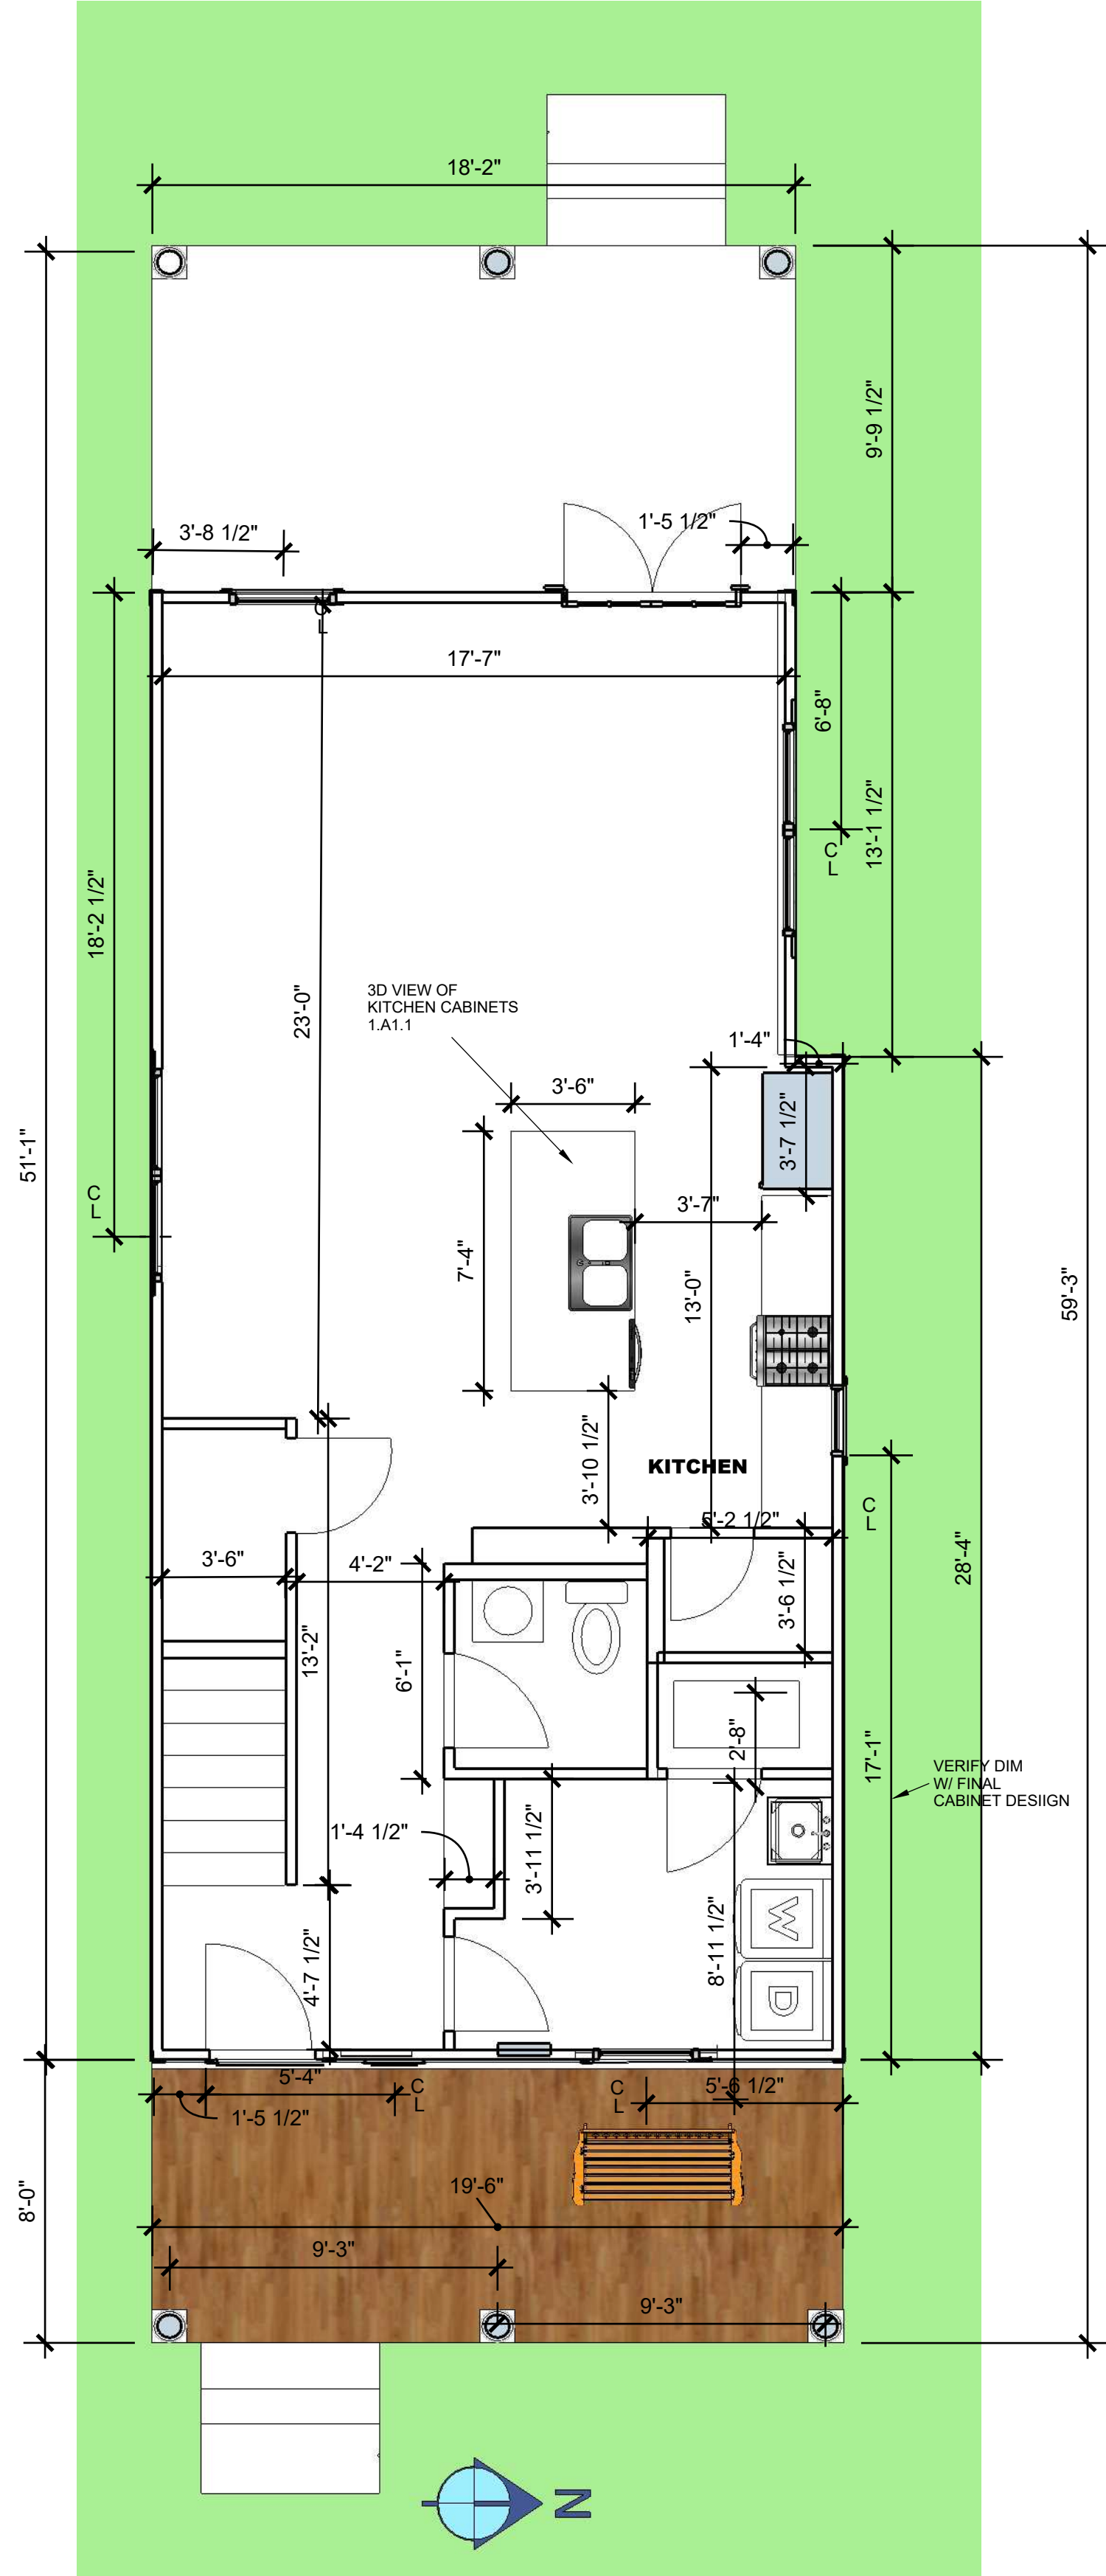 18'-2"
9'-9 1/2"
3'-8 1/2"
1'-5 1/2"
C
L
17'-7"
6'-8"
13'-1 1/2"
C
L
18'-2 1/2"
23'-0"
3D VIEW OF
KITCHEN CABINETS
1.A1.1
1'-4"
3'-6"
3'-7 1/2"
51'-1"
C
L
3'-7"
7'-4"
13'-0"
59'-3"
3'-10 1/2"
KITCHEN
C
L
5'-2 1/2"
28'-4"
3'-6"
4'-2"
3'-6 1/2"
13'-2"
6'-1"
2'-8"
17'-1"
VERIFY DIM
W/ FINAL
CABINET DESIIGN
1'-4 1/2"
3'-11 1/2"
W
8'-11 1/2"
4'-7 1/2"
D
5'-4"
C
L
C
L
5'-6 1/2"
1'-5 1/2"
8'-0"
19'-6"
9'-3"
9'-3"
N